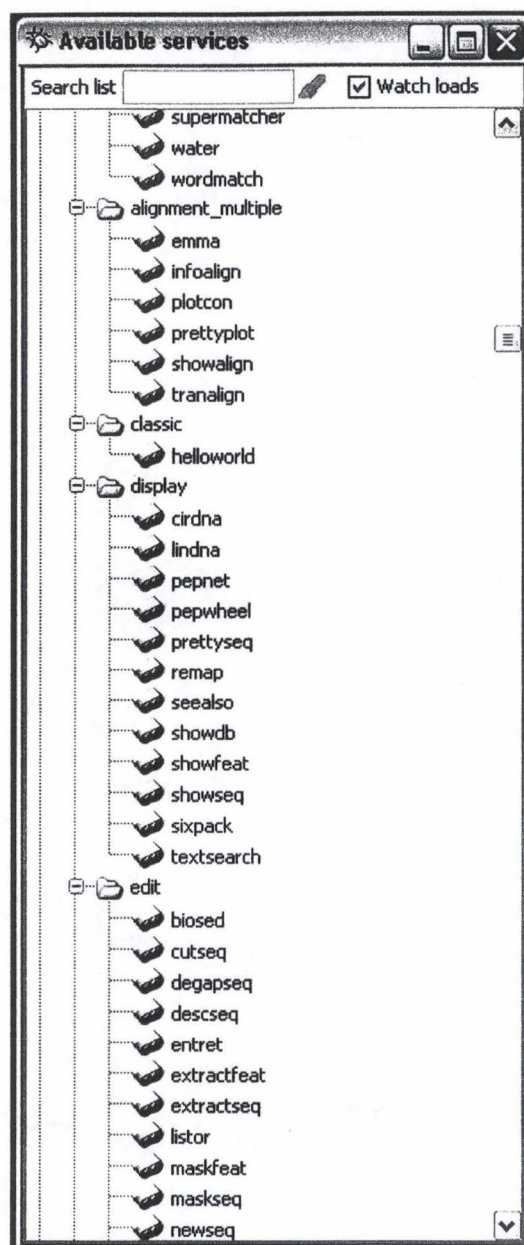 Available services
Search list Watch loads
supermatcher
water
wordmatch
alignment_multiple
emma
infoalign
plotcon
prettyplot
showalign
tranalign
classic
helloworld
display
cirdna
lindna
pepnet
pepwheel
prettyseq
remap
seealso
showdb
showfeat
showseq
sixpack
textsearch
edit
biosed
cutseq
degapseq
descseq
entret
extractfeat
extractseq
listor
maskfeat
maskseq
newseq